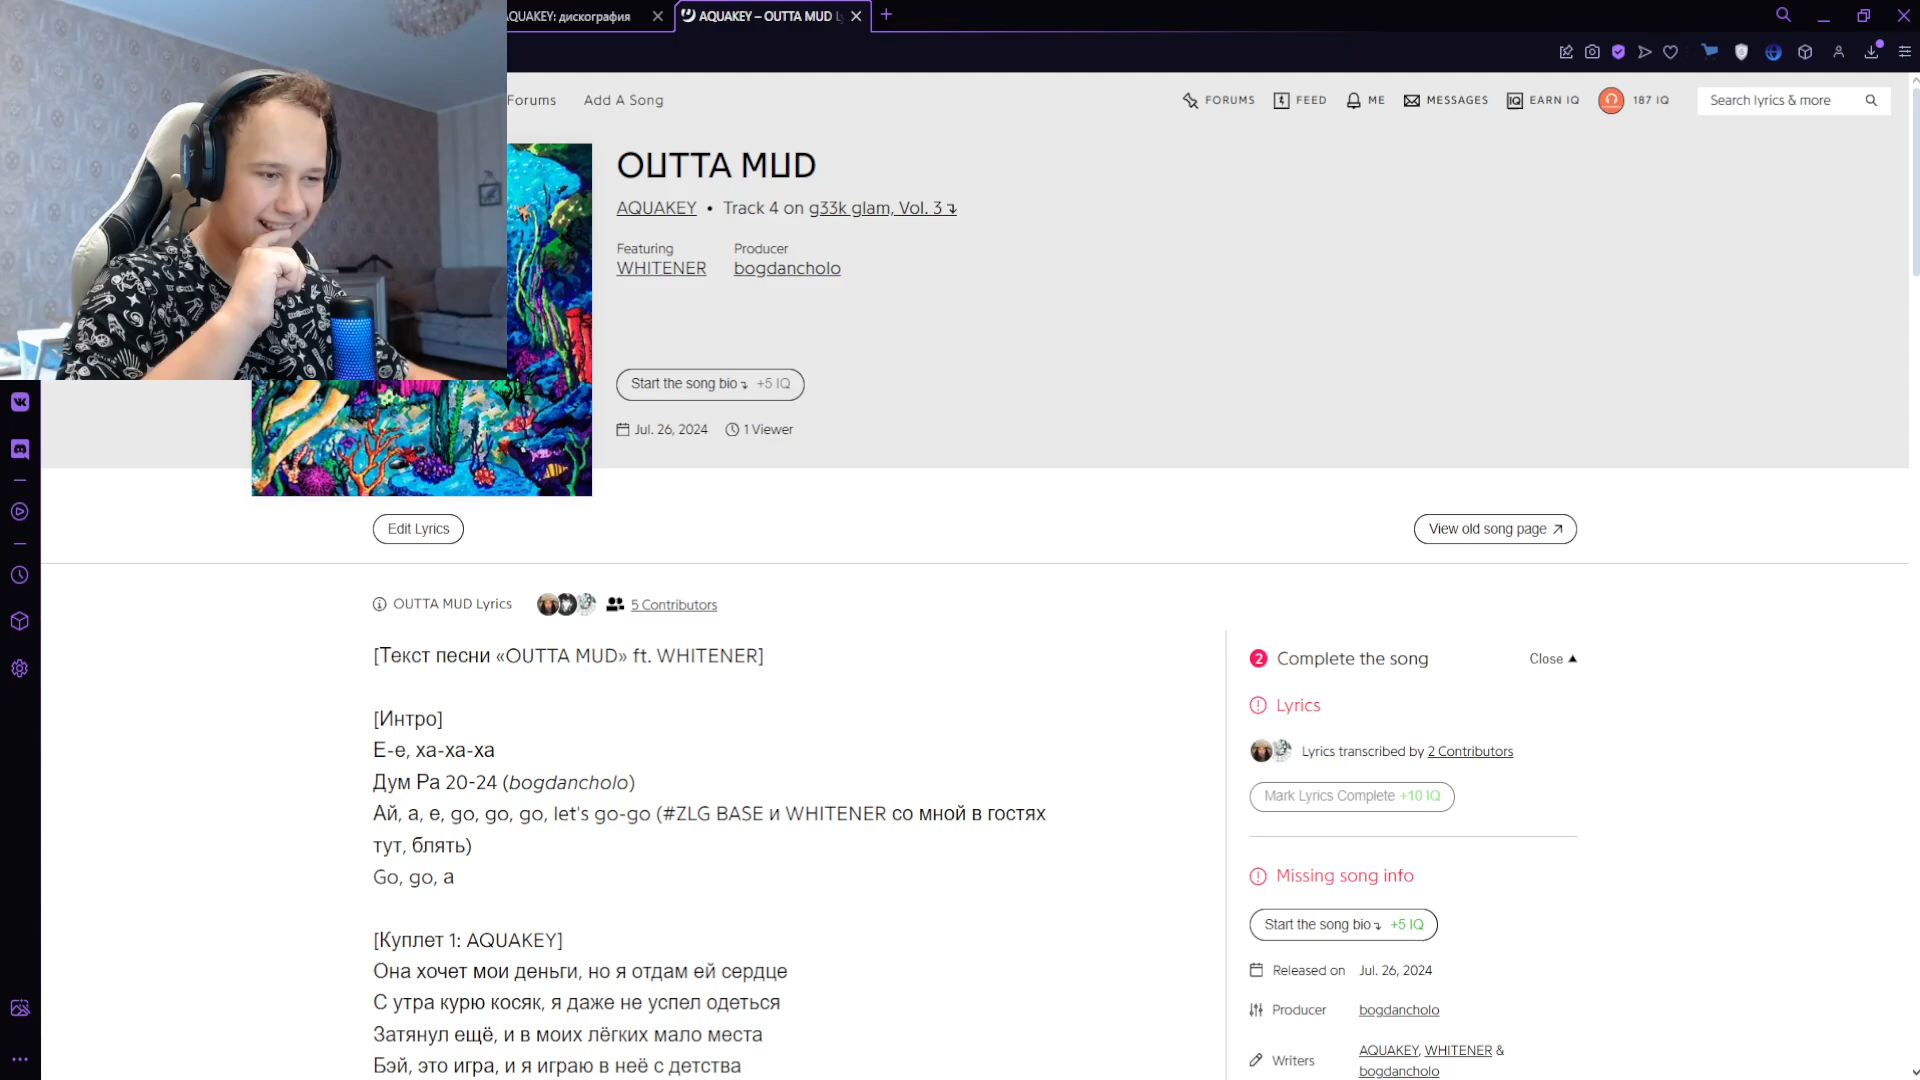 AQUAKEY: дискография
AQUAKEY – OUTTA MUD
Forums
Add A Song
FORUMS
FEED
ME
MESSAGES
EARN IQ
187 IQ
Search lyrics & more
OUTTA MUD
AQUAKEY • Track 4 on g33k glam, Vol. 3
Featuring
WHITENER
Producer
bogdancholo
Start the song bio +5 IQ
Jul. 26, 2024
1 Viewer
Edit Lyrics
View old song page
OUTTA MUD Lyrics
5 Contributors
[Текст песни «OUTTA MUD» ft. WHITENER]
[Интро]
Е-е, ха-ха-ха
Дум Ра 20-24 (bogdancholo)
Ай, а, е, go, go, go, let's go-go (#ZLG BASE и WHITENER со мной в гостях
тут, блять)
Go, go, а
[Куплет 1: AQUAKEY]
Она хочет мои деньги, но я отдам ей сердце
С утра курю косяк, я даже не успел одеться
Затянул ещё, и в моих лёгких мало места
Бэй, это игра, и я играю в неё с детства
2 Complete the song
Close
Lyrics
Lyrics transcribed by 2 Contributors
Mark Lyrics Complete +10 IQ
Missing song info
Start the song bio +5 IQ
Released on Jul. 26, 2024
Producer bogdancholo
Writers AQUAKEY, WHITENER &
bogdancholo